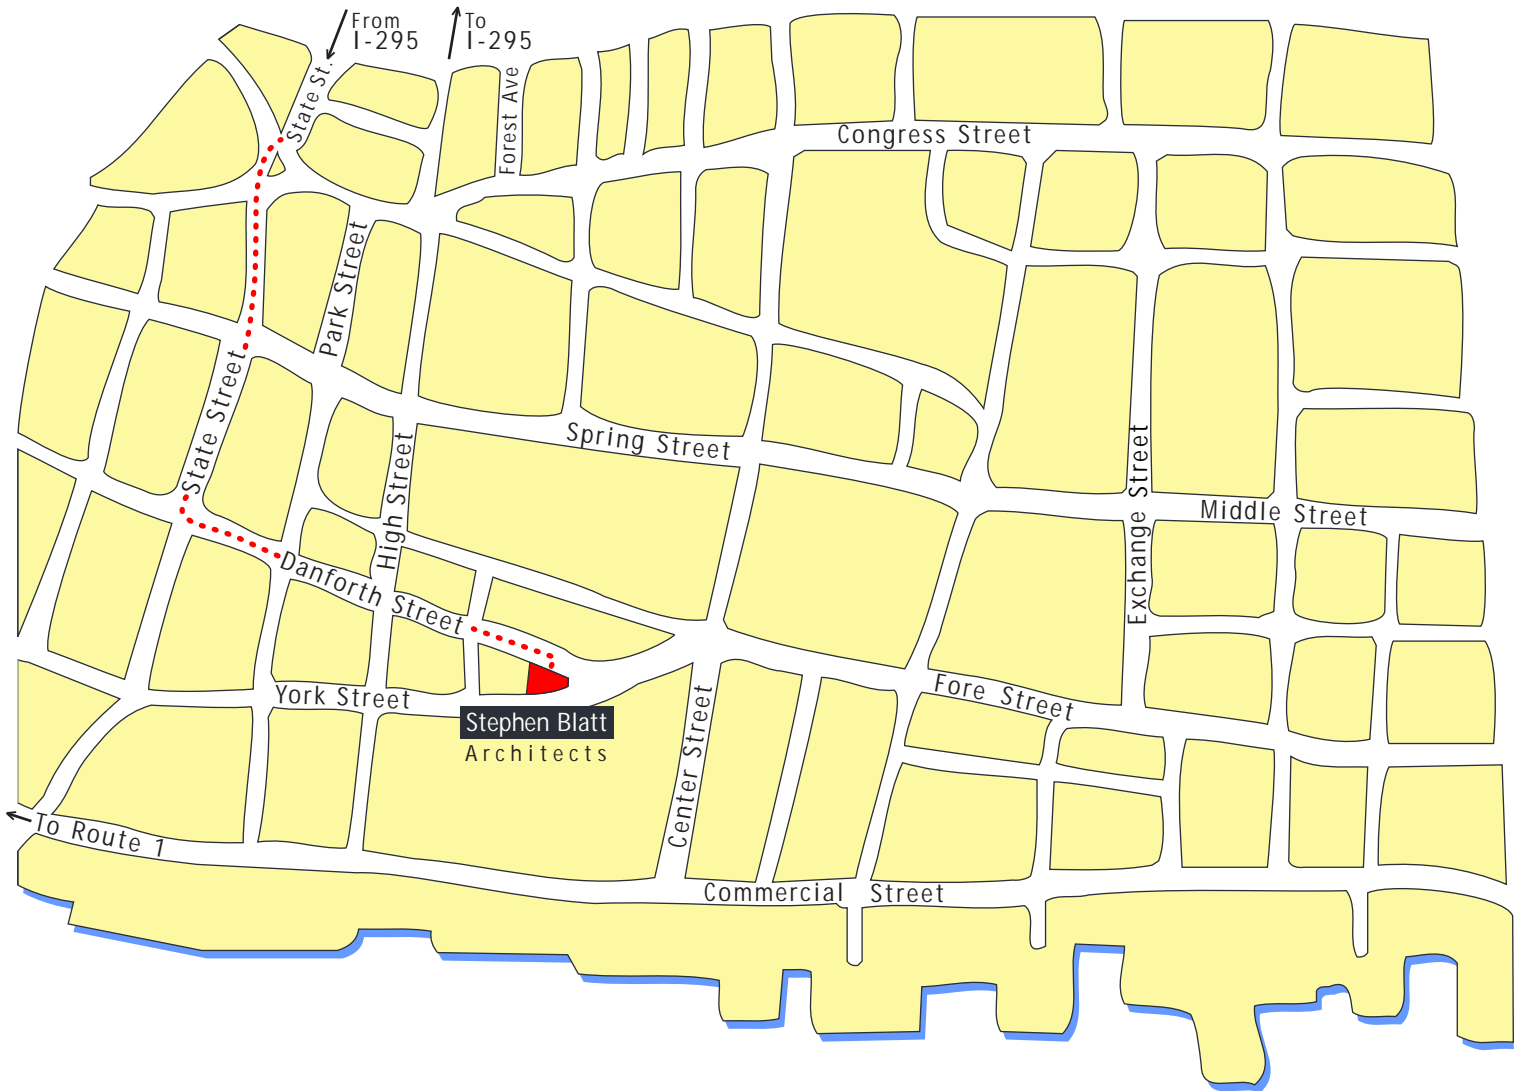 From
I-295
To
I-295
State St.
Forest Ave
Congress Street
Park Street
State Street
High Street
Spring Street
Exchange Street
Middle Street
Danforth Street
York Street
Stephen Blatt
Architects
Center Street
Fore Street
To Route 1
Commercial Street